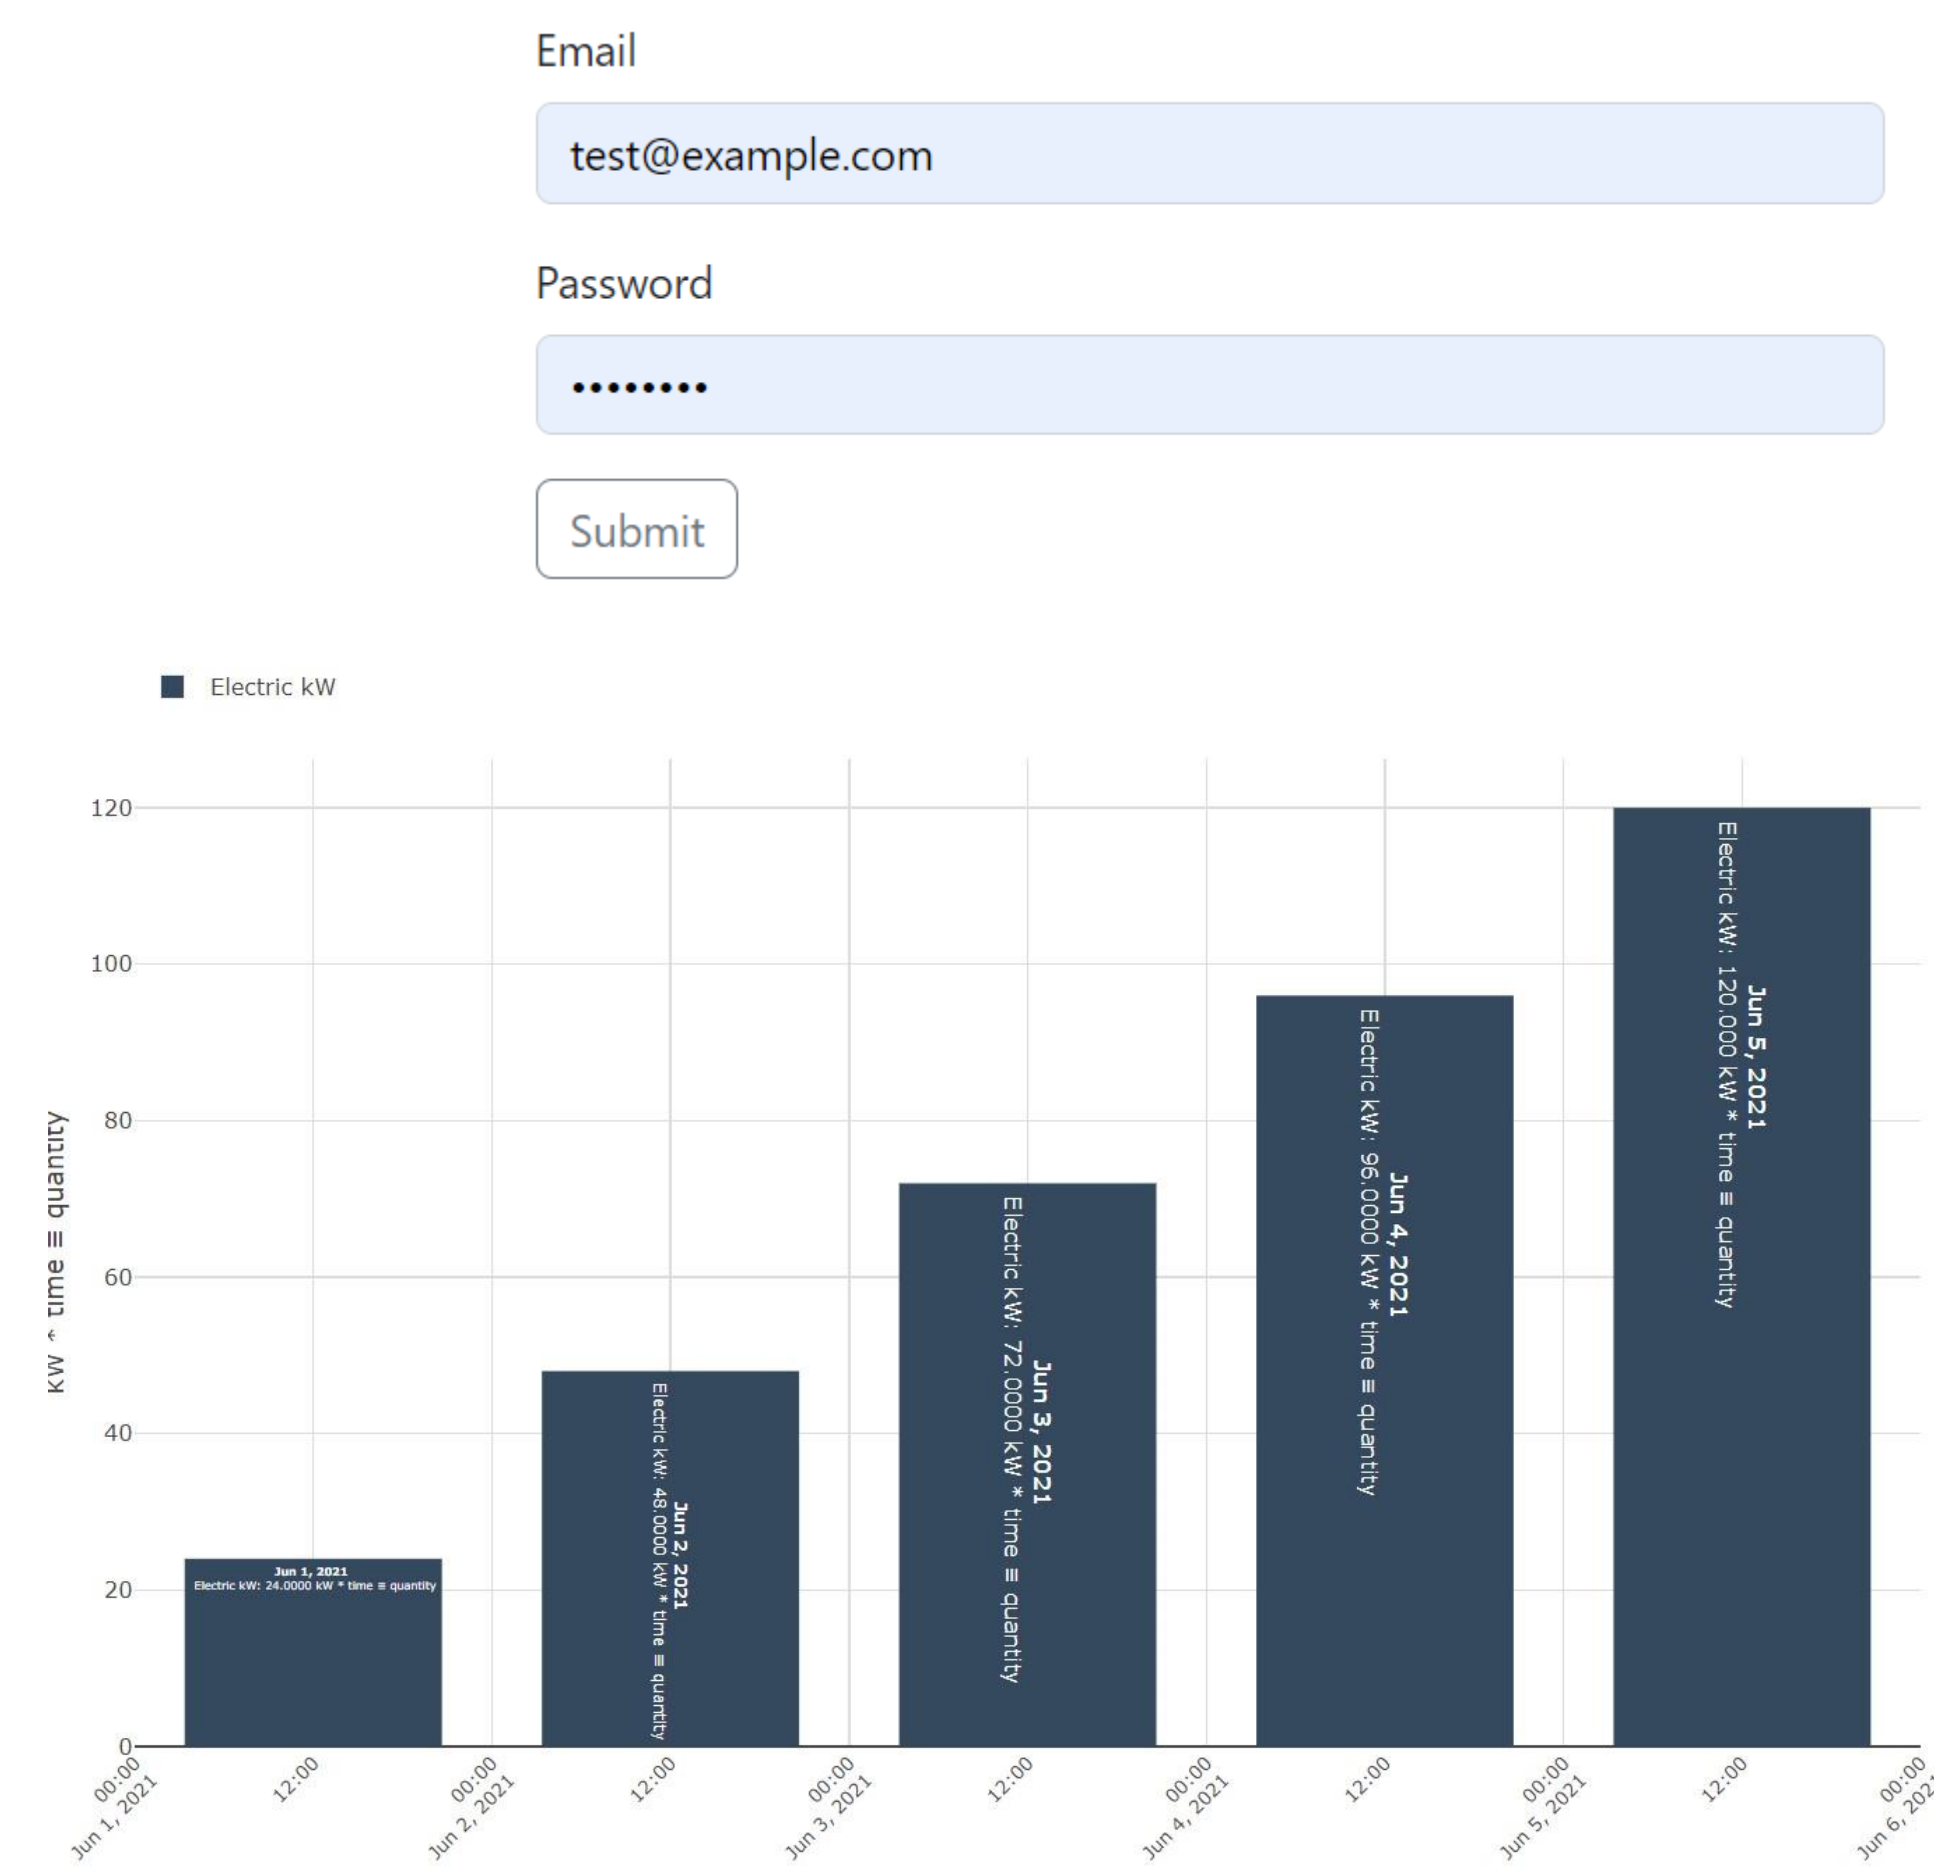 Email
test@example.com
Password
••••••••
Submit
Electric kW
kW * time ≡ quantity
120
100
80
60
40
20
0
Jun 1, 2021
Electric kW: 24.0000 kW * time ≡ quantity
Jun 2, 2021
Electric kW: 48.0000 kW * time ≡ quantity
Jun 3, 2021
Electric kW: 72.0000 kW * time ≡ quantity
Jun 4, 2021
Electric kW: 96.0000 kW * time ≡ quantity
Jun 5, 2021
Electric kW: 120.000 kW * time ≡ quantity
00:00
Jun 1, 2021
12:00
00:00
Jun 2, 2021
12:00
00:00
Jun 3, 2021
12:00
00:00
Jun 4, 2021
12:00
00:00
Jun 5, 2021
12:00
00:00
Jun 6, 2021